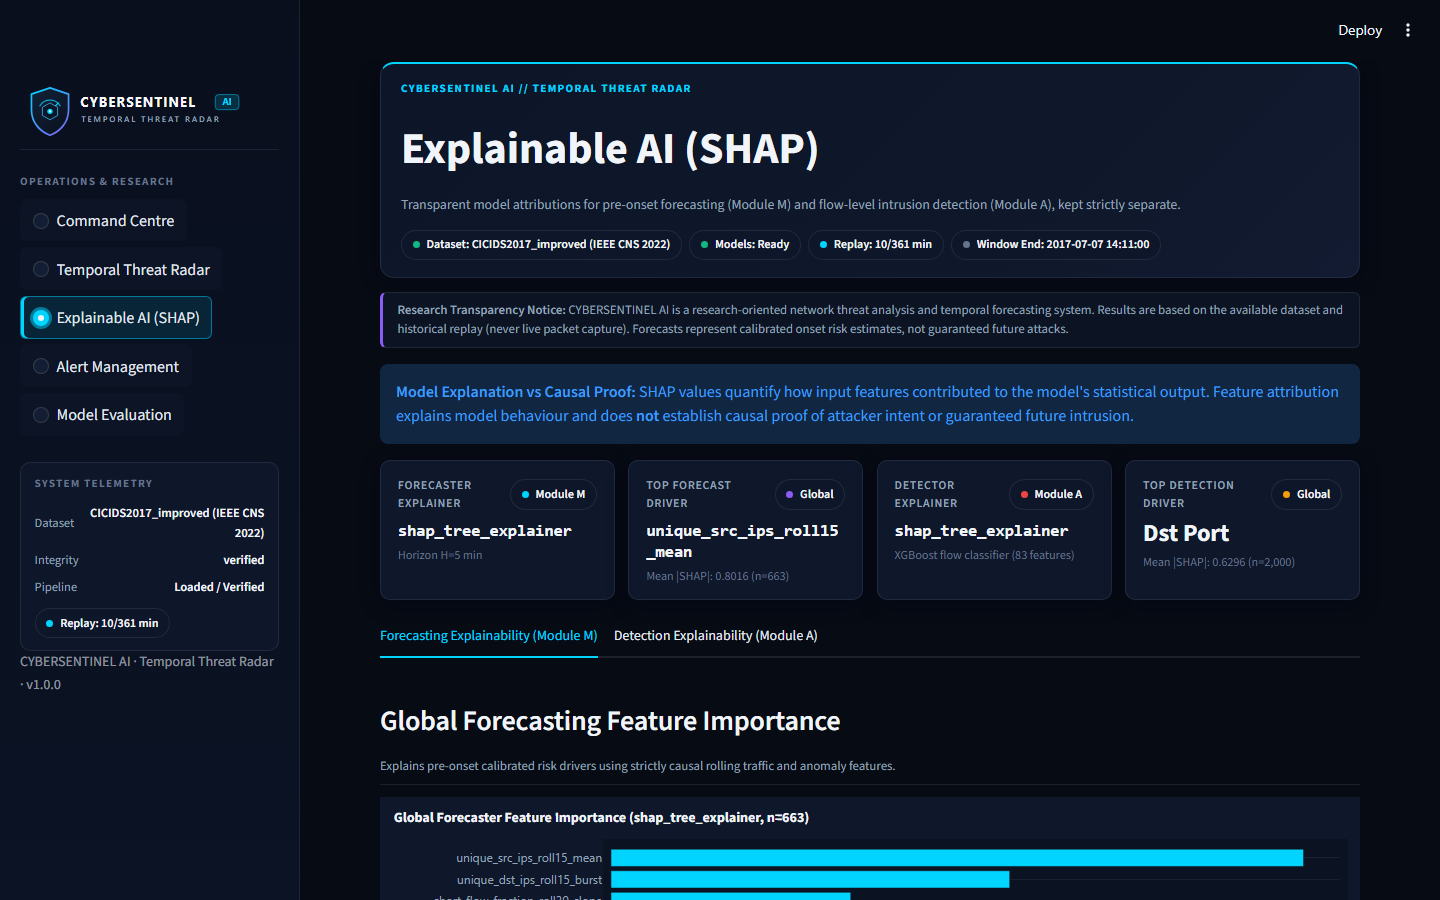 Deploy
CYBERSENTINEL AI
TEMPORAL THREAT RADAR
OPERATIONS & RESEARCH
Command Centre
Temporal Threat Radar
Explainable AI (SHAP)
Alert Management
Model Evaluation
SYSTEM TELEMETRY
Dataset CICIDS2017_improved (IEEE CNS
2022)
Integrity verified
Pipeline Loaded / Verified
Replay: 10/361 min
CYBERSENTINEL AI · Temporal Threat Radar
· v1.0.0
CYBERSENTINEL AI // TEMPORAL THREAT RADAR
Explainable AI (SHAP)
Transparent model attributions for pre-onset forecasting (Module M) and flow-level intrusion detection (Module A), kept strictly separate.
Dataset: CICIDS2017_improved (IEEE CNS 2022) Models: Ready Replay: 10/361 min Window End: 2017-07-07 14:11:00
Research Transparency Notice: CYBERSENTINEL AI is a research-oriented network threat analysis and temporal forecasting system. Results are based on the available dataset and
historical replay (never live packet capture). Forecasts represent calibrated onset risk estimates, not guaranteed future attacks.
Model Explanation vs Causal Proof: SHAP values quantify how input features contributed to the model's statistical output. Feature attribution
explains model behaviour and does not establish causal proof of attacker intent or guaranteed future intrusion.
FORECASTER
EXPLAINER
Module M
shap_tree_explainer
Horizon H=5 min
TOP FORECAST
DRIVER
Global
unique_src_ips_roll15
_mean
Mean |SHAP|: 0.8016 (n=663)
DETECTOR
EXPLAINER
Module A
shap_tree_explainer
XGBoost flow classifier (83 features)
TOP DETECTION
DRIVER
Global
Dst Port
Mean |SHAP|: 0.6296 (n=2,000)
Forecasting Explainability (Module M) Detection Explainability (Module A)
Global Forecasting Feature Importance
Explains pre-onset calibrated risk drivers using strictly causal rolling traffic and anomaly features.
Global Forecaster Feature Importance (shap_tree_explainer, n=663)
unique_src_ips_roll15_mean
unique_dst_ips_roll15_burst